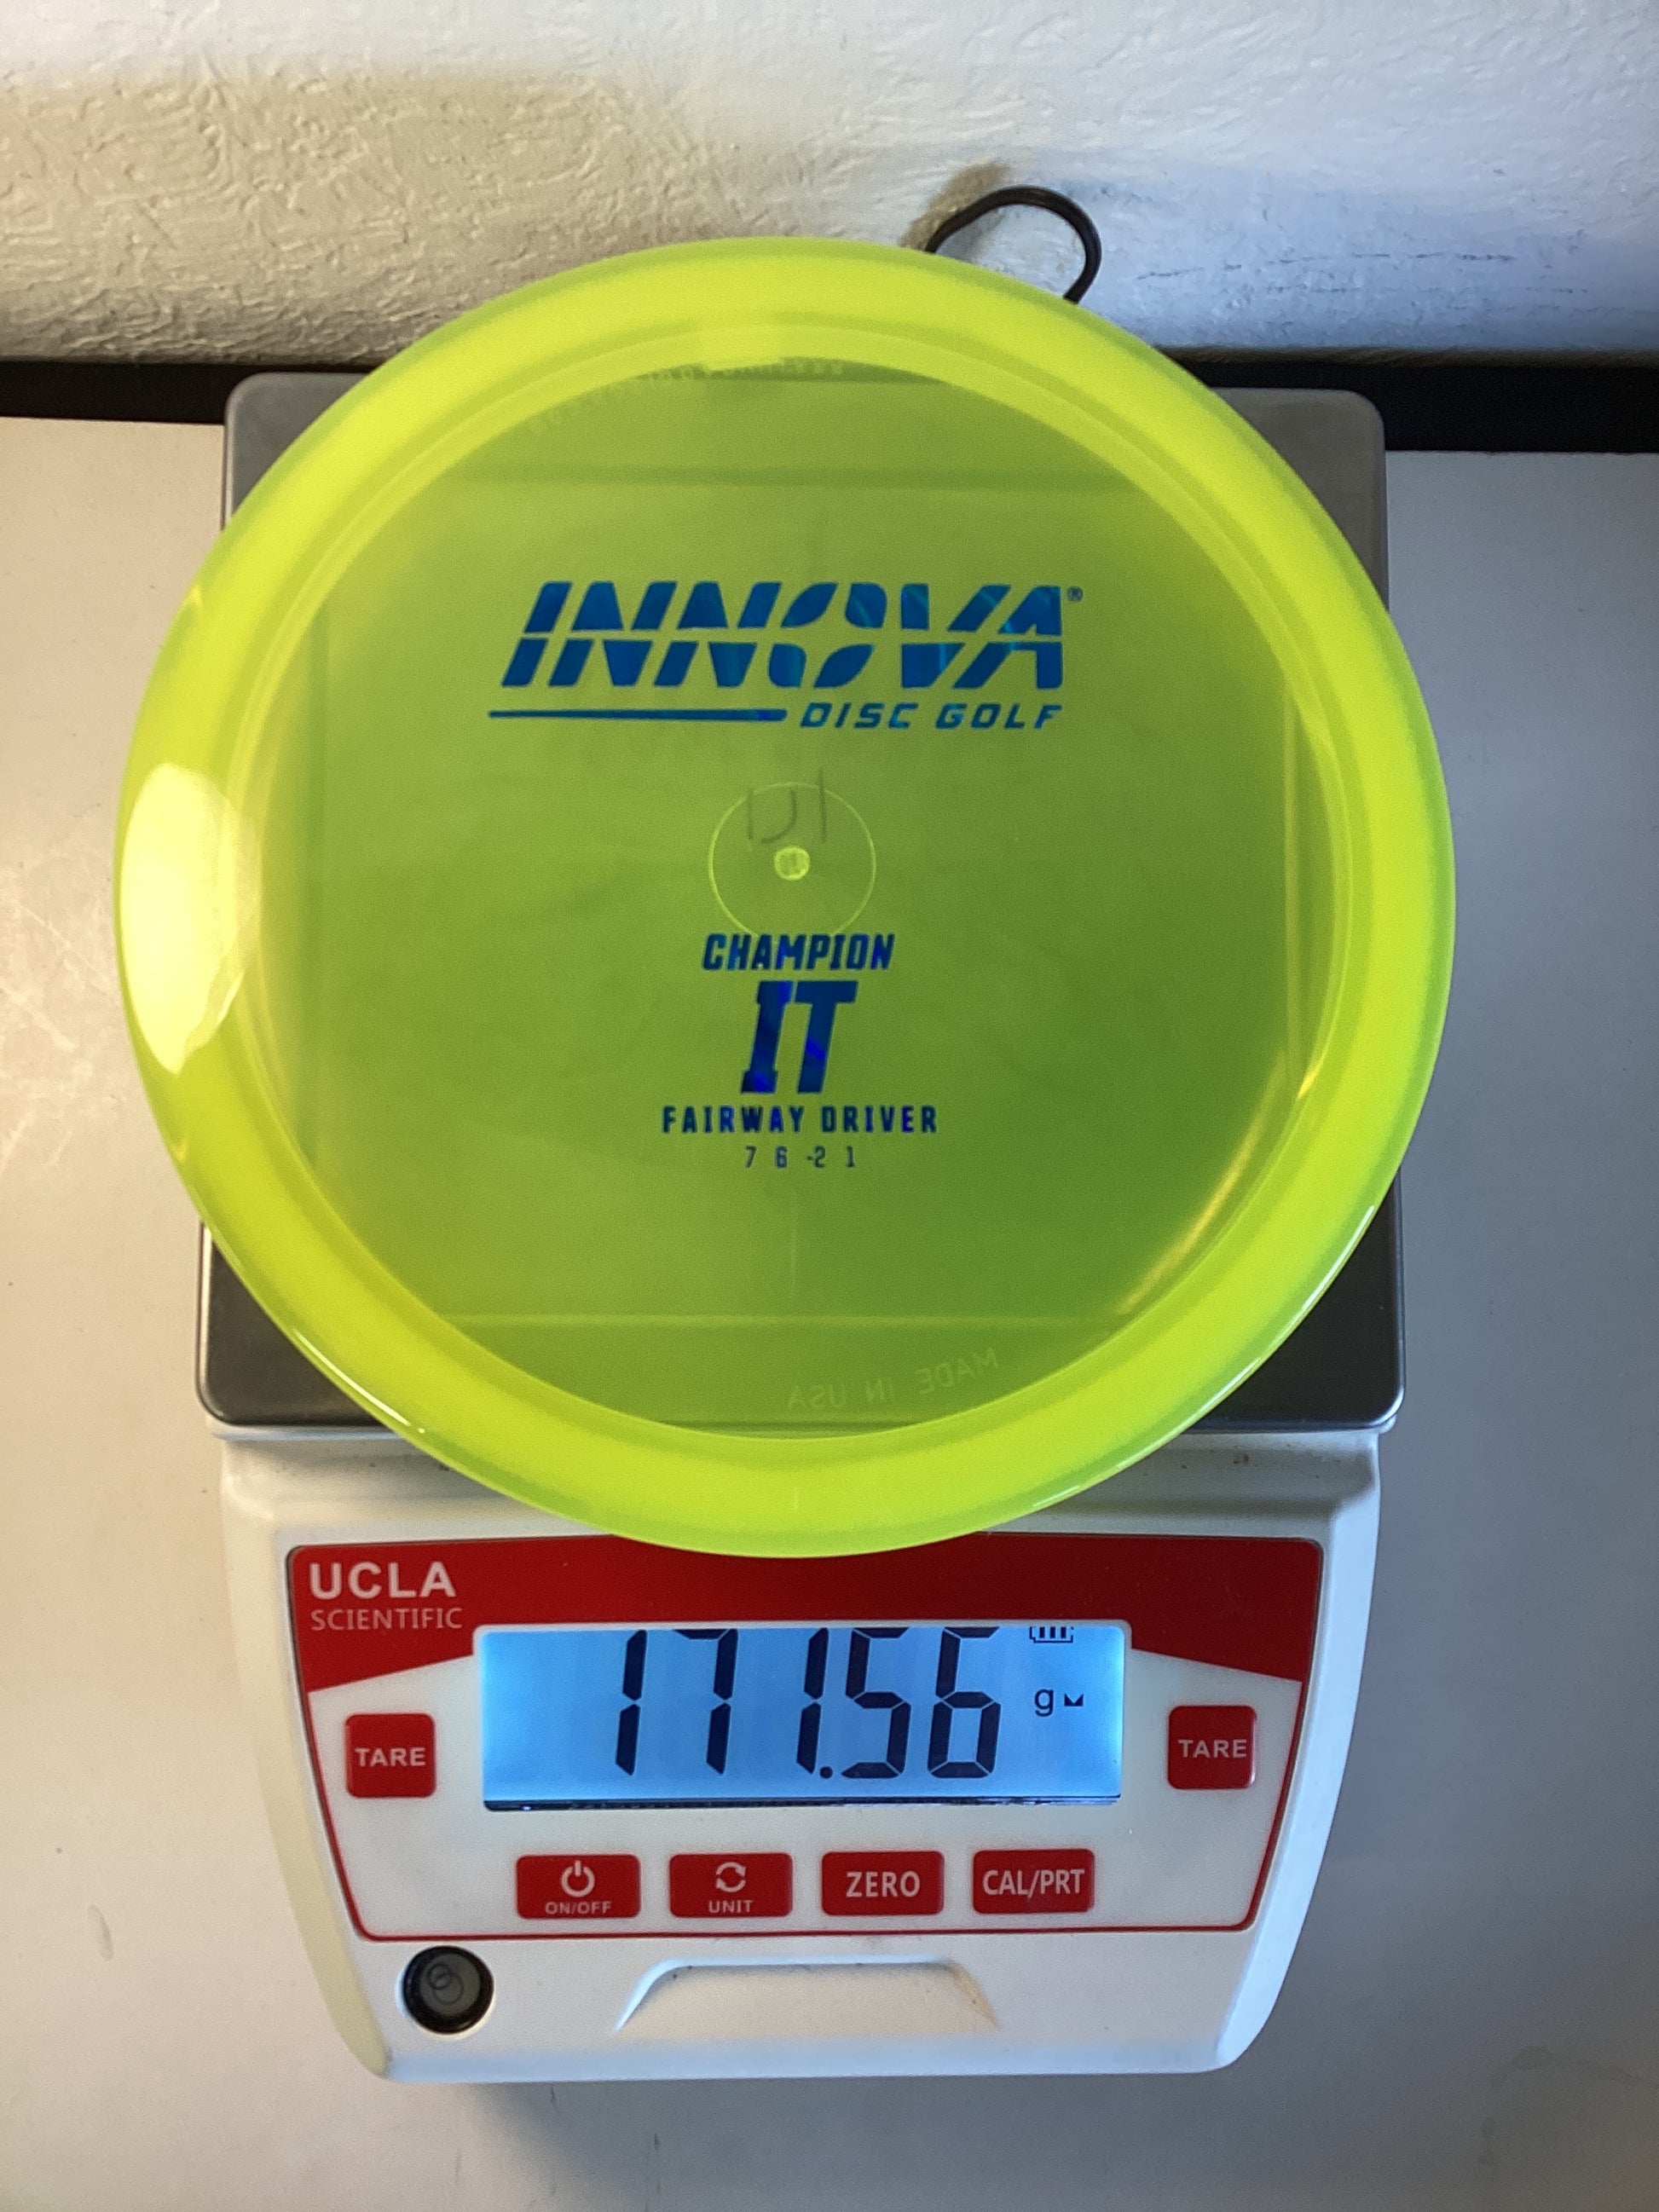 INNOVA®
DISC GOLF
CHAMPION
IT
FAIRWAY DRIVER
7 6 -2 1
MADE IN USA
UCLA
SCIENTIFIC
171.56 g
TARE
TARE
ON/OFF
UNIT
ZERO
CAL/PRT